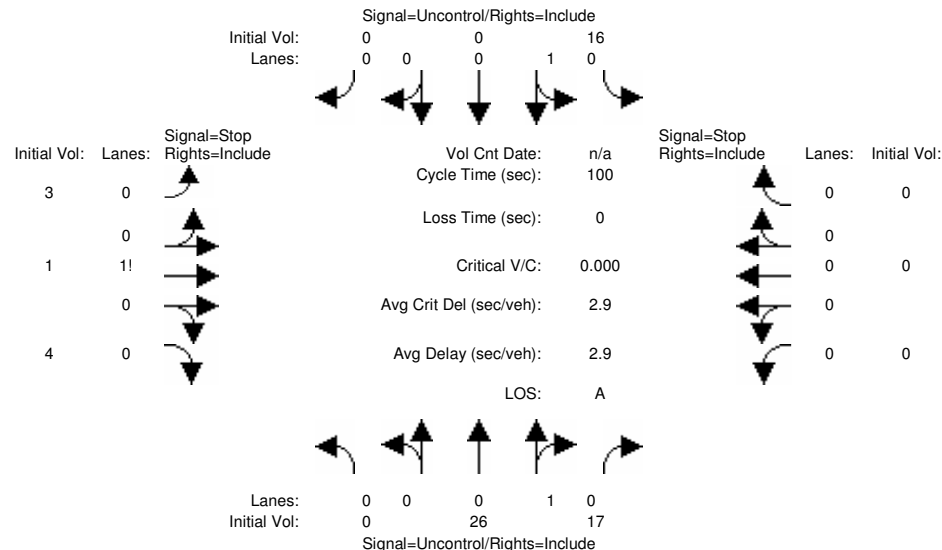 Signal=Uncontrol/Rights=Include
Initial Vol: 0 0 16
Lanes: 0 0 0 1 0
Signal=Stop Signal=Stop
Initial Vol: Lanes: Rights=Include Vol Cnt Date: n/a Rights=Include Lanes: Initial Vol:
Cycle Time (sec): 100
3 0 0 0
Loss Time (sec): 0
0 0
1 1! Critical V/C: 0.000 0 0
0 Avg Crit Del (sec/veh): 2.9 0
4 0 Avg Delay (sec/veh): 2.9 0 0
LOS: A
Lanes: 0 0 0 1 0
Initial Vol: 0 26 17
Signal=Uncontrol/Rights=Include